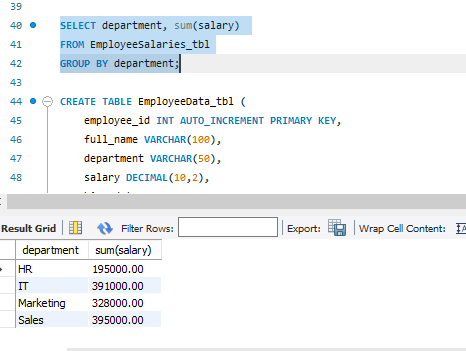 39
40 SELECT department, sum(salary)
41 FROM EmployeeSalaries_tbl
42 GROUP BY department;
43
44 CREATE TABLE EmployeeData_tbl (
45 employee_id INT AUTO_INCREMENT PRIMARY KEY,
46 full_name VARCHAR(100),
47 department VARCHAR(50),
48 salary DECIMAL(10,2),
Result Grid Filter Rows: Export: Wrap Cell Content:
department sum(salary)
HR 195000.00
IT 391000.00
Marketing 328000.00
Sales 395000.00